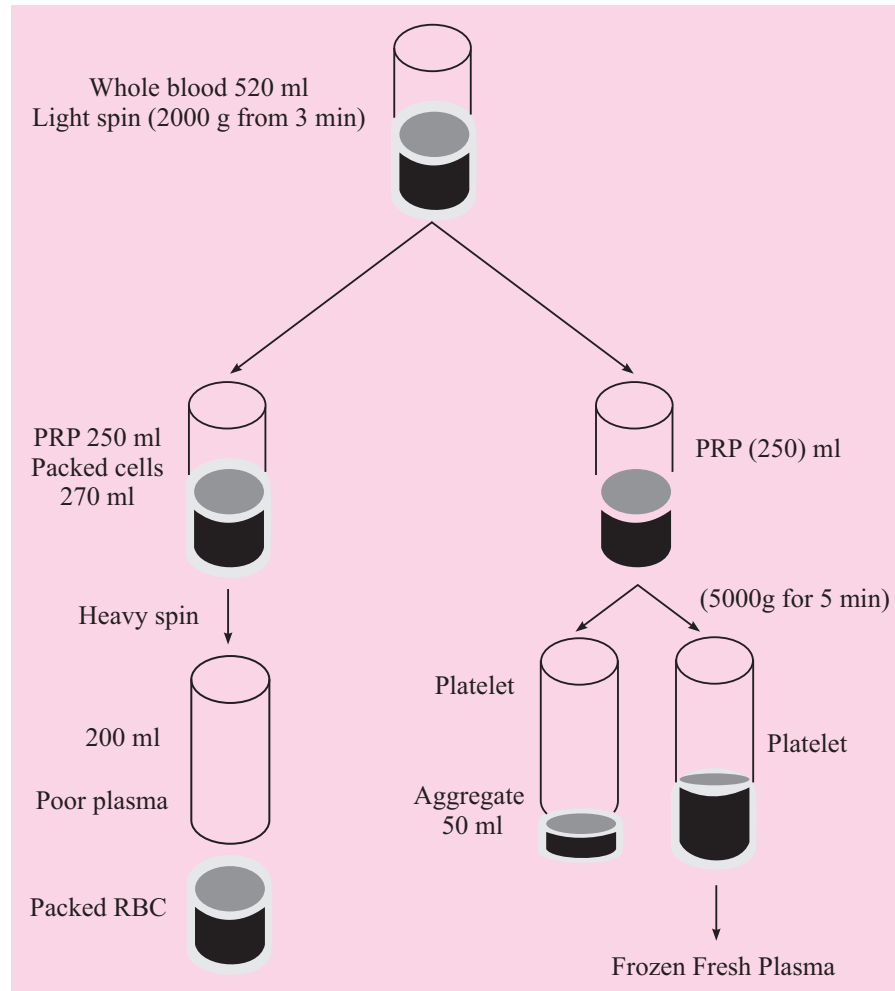 Whole blood 520 ml
Light spin (2000 g from 3 min)
PRP 250 ml
Packed cells
270 ml
PRP (250) ml
Heavy spin
(5000g for 5 min)
200 ml
Poor plasma
Packed RBC
Platelet
Aggregate
50 ml
Platelet
Frozen Fresh Plasma